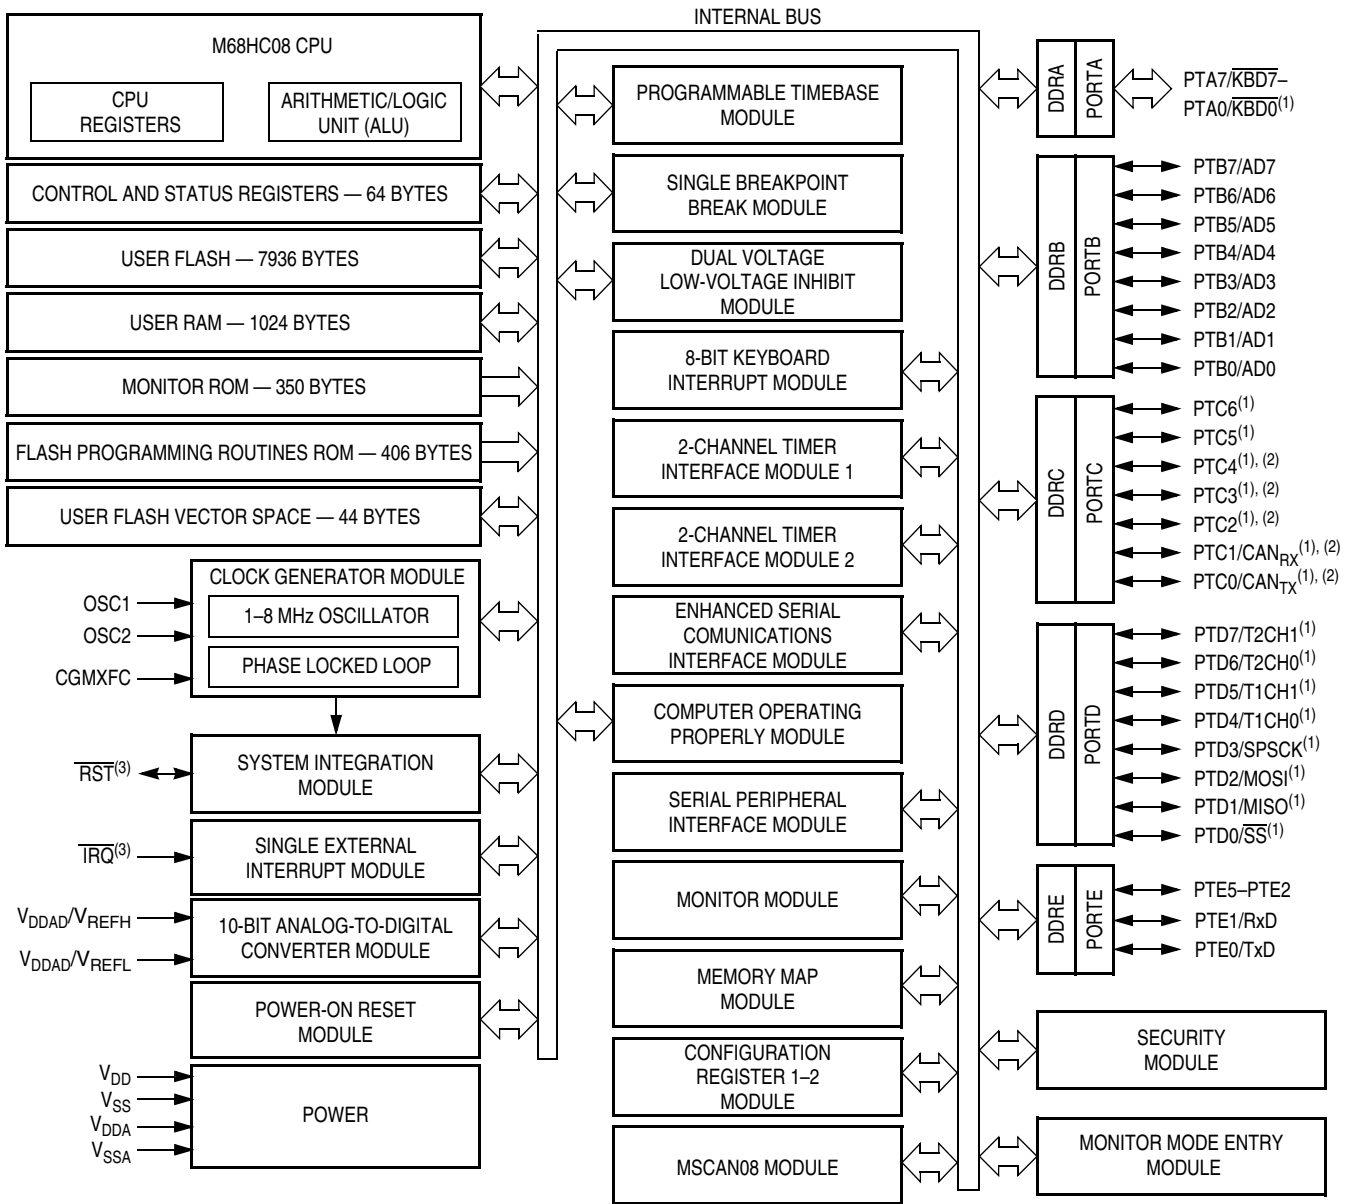 INTERNAL BUS
M68HC08 CPU
CPU
REGISTERS
ARITHMETIC/LOGIC
UNIT (ALU)
CONTROL AND STATUS REGISTERS — 64 BYTES
USER FLASH — 7936 BYTES
USER RAM — 1024 BYTES
MONITOR ROM — 350 BYTES
FLASH PROGRAMMING ROUTINES ROM — 406 BYTES
USER FLASH VECTOR SPACE — 44 BYTES
CLOCK GENERATOR MODULE
1–8 MHz OSCILLATOR
PHASE LOCKED LOOP
OSC1
OSC2
CGMXFC
SYSTEM INTEGRATION
MODULE
RST(3)
SINGLE EXTERNAL
INTERRUPT MODULE
IRQ(3)
10-BIT ANALOG-TO-DIGITAL
CONVERTER MODULE
VDDAD/VREFH
VDDAD/VREFL
POWER-ON RESET
MODULE
POWER
VDD
VSS
VDDA
VSSA
PROGRAMMABLE TIMEBASE
MODULE
SINGLE BREAKPOINT
BREAK MODULE
DUAL VOLTAGE
LOW-VOLTAGE INHIBIT
MODULE
8-BIT KEYBOARD
INTERRUPT MODULE
2-CHANNEL TIMER
INTERFACE MODULE 1
2-CHANNEL TIMER
INTERFACE MODULE 2
ENHANCED SERIAL
COMUNICATIONS
INTERFACE MODULE
COMPUTER OPERATING
PROPERLY MODULE
SERIAL PERIPHERAL
INTERFACE MODULE
MONITOR MODULE
MEMORY MAP
MODULE
CONFIGURATION
REGISTER 1–2
MODULE
MSCAN08 MODULE
DDRA
PORTA
PTA7/KBD7–
PTA0/KBD0(1)
DDRB
PORTB
PTB7/AD7
PTB6/AD6
PTB5/AD5
PTB4/AD4
PTB3/AD3
PTB2/AD2
PTB1/AD1
PTB0/AD0
DDRC
PORTC
PTC6(1)
PTC5(1)
PTC4(1), (2)
PTC3(1), (2)
PTC2(1), (2)
PTC1/CANRX(1), (2)
PTC0/CANTX(1), (2)
DDRD
PORTD
PTD7/T2CH1(1)
PTD6/T2CH0(1)
PTD5/T1CH1(1)
PTD4/T1CH0(1)
PTD3/SPSCK(1)
PTD2/MOSI(1)
PTD1/MISO(1)
PTD0/SS(1)
DDRE
PORTE
PTE5–PTE2
PTE1/RxD
PTE0/TxD
SECURITY
MODULE
MONITOR MODE ENTRY
MODULE